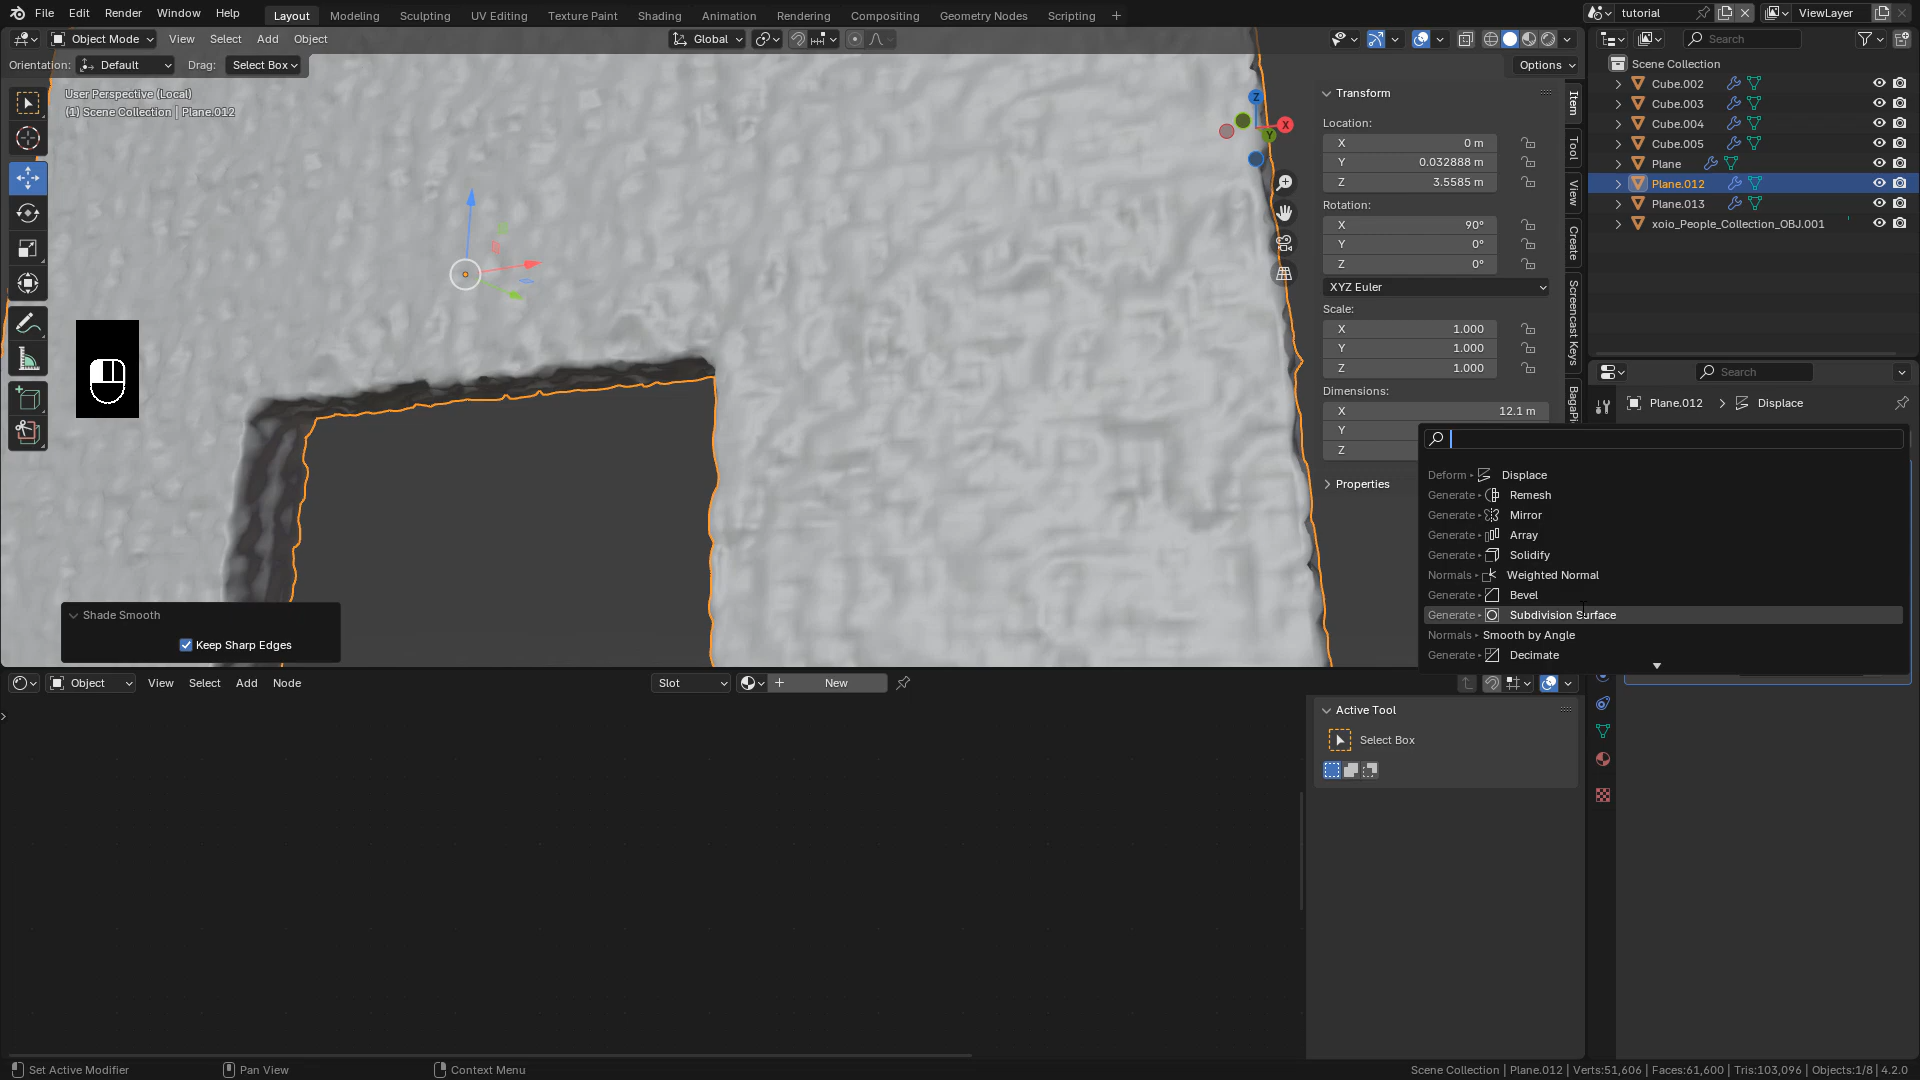 File Edit Render Window Help Layout Modeling Sculpting UV Editing Texture Paint Shading Animation Rendering Compositing Geometry Nodes Scripting + tutorial ViewLayer
Object Mode View Select Add Object Global Options Search
Orientation: Default Drag: Select Box
User Perspective (Local)
(1) Scene Collection | Plane.012
Z
X
Y
Transform
Location:
X 0 m
Y 0.032888 m
Z 3.5585 m
Rotation:
X 90°
Y 0°
Z 0°
XYZ Euler
Scale:
X 1.000
Y 1.000
Z 1.000
Dimensions:
X 12.1 m
Y
Z
Properties
Item
Tool
View
Create
Screencast Keys
BagaPi
Scene Collection
Cube.002
Cube.003
Cube.004
Cube.005
Plane
Plane.012
Plane.013
xoio_People_Collection_OBJ.001
Search
Plane.012 > Displace
Deform Displace
Generate Remesh
Generate Mirror
Generate Array
Generate Solidify
Normals Weighted Normal
Generate Bevel
Generate Subdivision Surface
Normals Smooth by Angle
Generate Decimate
Shade Smooth
Keep Sharp Edges
Object View Select Add Node Slot New
Active Tool
Select Box
Set Active Modifier Pan View Context Menu Scene Collection | Plane.012 | Verts:51,606 | Faces:61,600 | Tris:103,096 | Objects:1/8 | 4.2.0